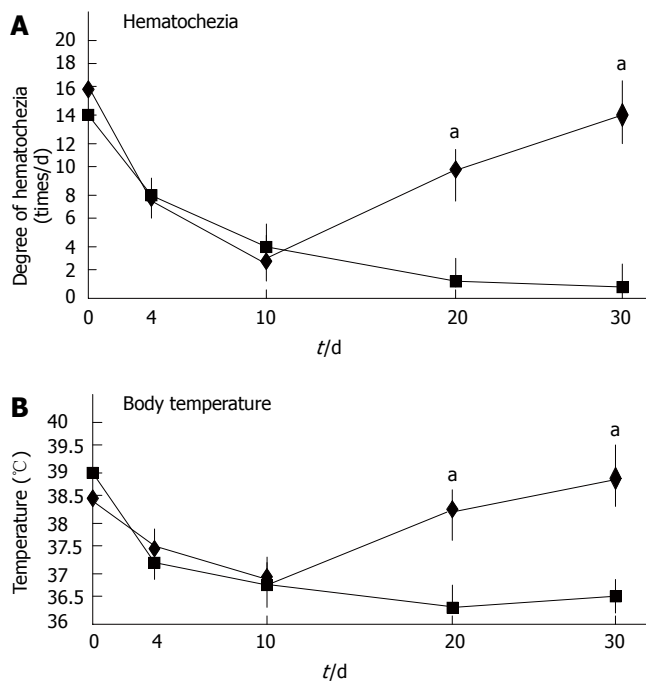 A
Hematochezia
Degree of hematochezia
(times/d)
20
18
16
14
12
10
8
6
4
2
0
a
a
0 4 10 20 30
t/d
B
Body temperature
Temperature (℃)
40
39.5
39
38.5
38
37.5
37
36.5
36
a
a
0 4 10 20 30
t/d